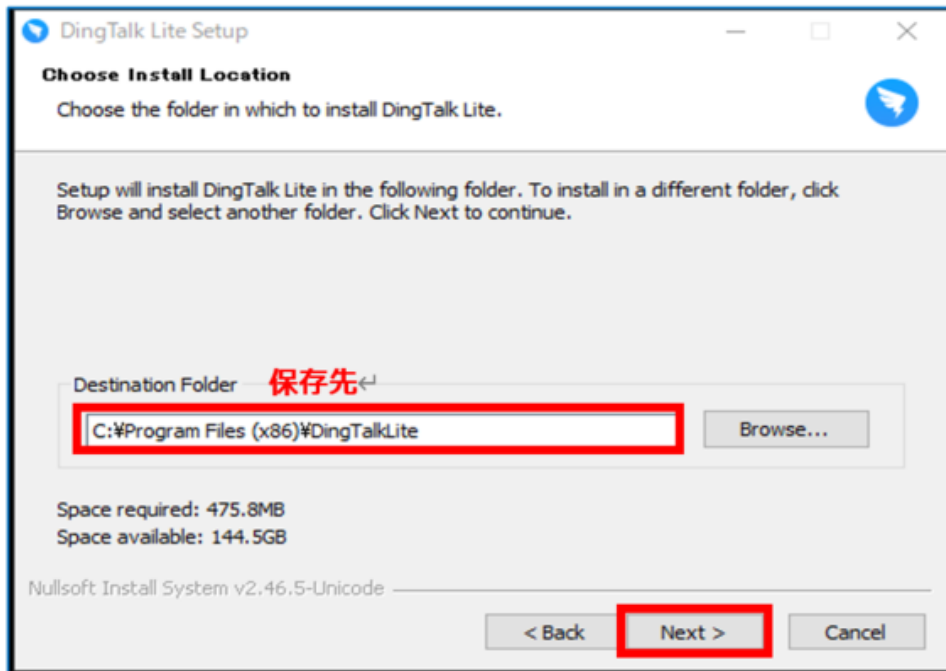 DingTalk Lite Setup
Choose Install Location
Choose the folder in which to install DingTalk Lite.
Setup will install DingTalk Lite in the following folder. To install in a different folder, click
Browse and select another folder. Click Next to continue.
Destination Folder 保存先↵
C:¥Program Files (x86)¥DingTalkLite
Browse...
Space required: 475.8MB
Space available: 144.5GB
Nullsoft Install System v2.46.5-Unicode
< Back Next > Cancel